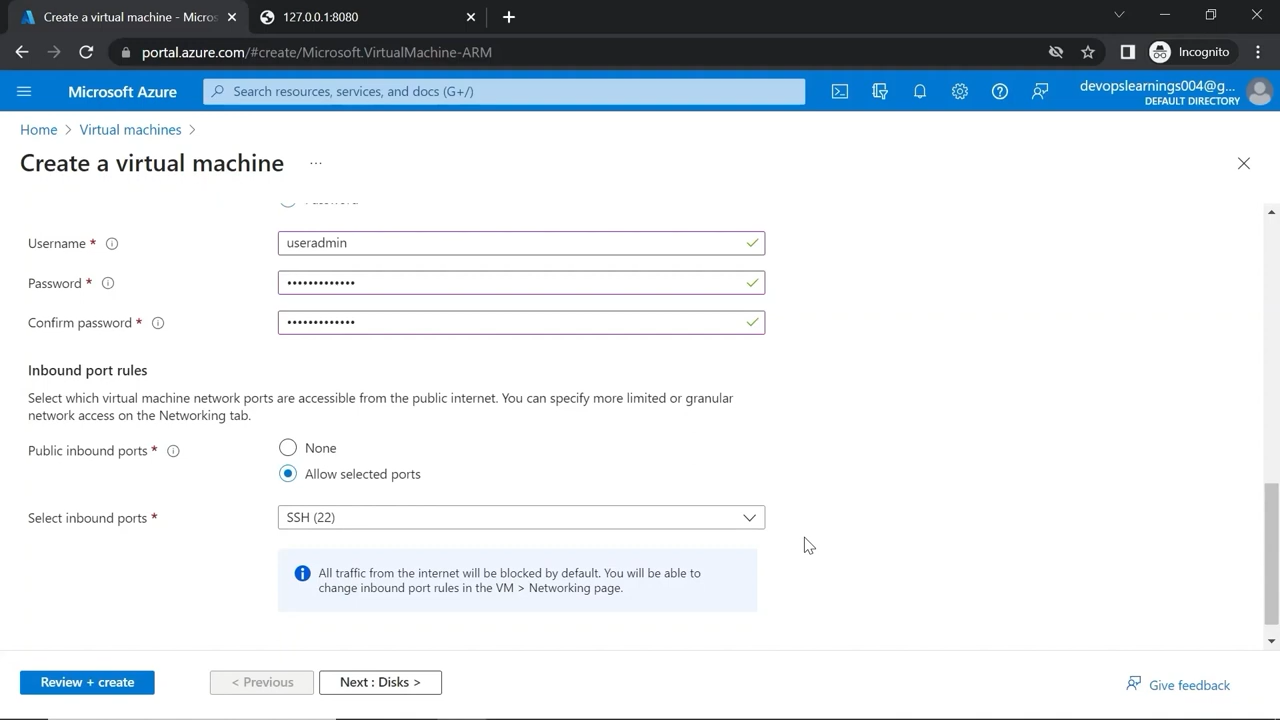 Create a virtual machine - Micros
127.0.0.1:8080
portal.azure.com/#create/Microsoft.VirtualMachine-ARM
Incognito
Microsoft Azure
Search resources, services, and docs (G+/)
devopslearnings004@g...
DEFAULT DIRECTORY
Home > Virtual machines >
Create a virtual machine ...
Username *
useradmin
Password *
•••••••••••••
Confirm password *
•••••••••••••
Inbound port rules
Select which virtual machine network ports are accessible from the public internet. You can specify more limited or granular
network access on the Networking tab.
Public inbound ports *
None
Allow selected ports
Select inbound ports *
SSH (22)
All traffic from the internet will be blocked by default. You will be able to
change inbound port rules in the VM > Networking page.
Review + create
< Previous
Next : Disks >
Give feedback